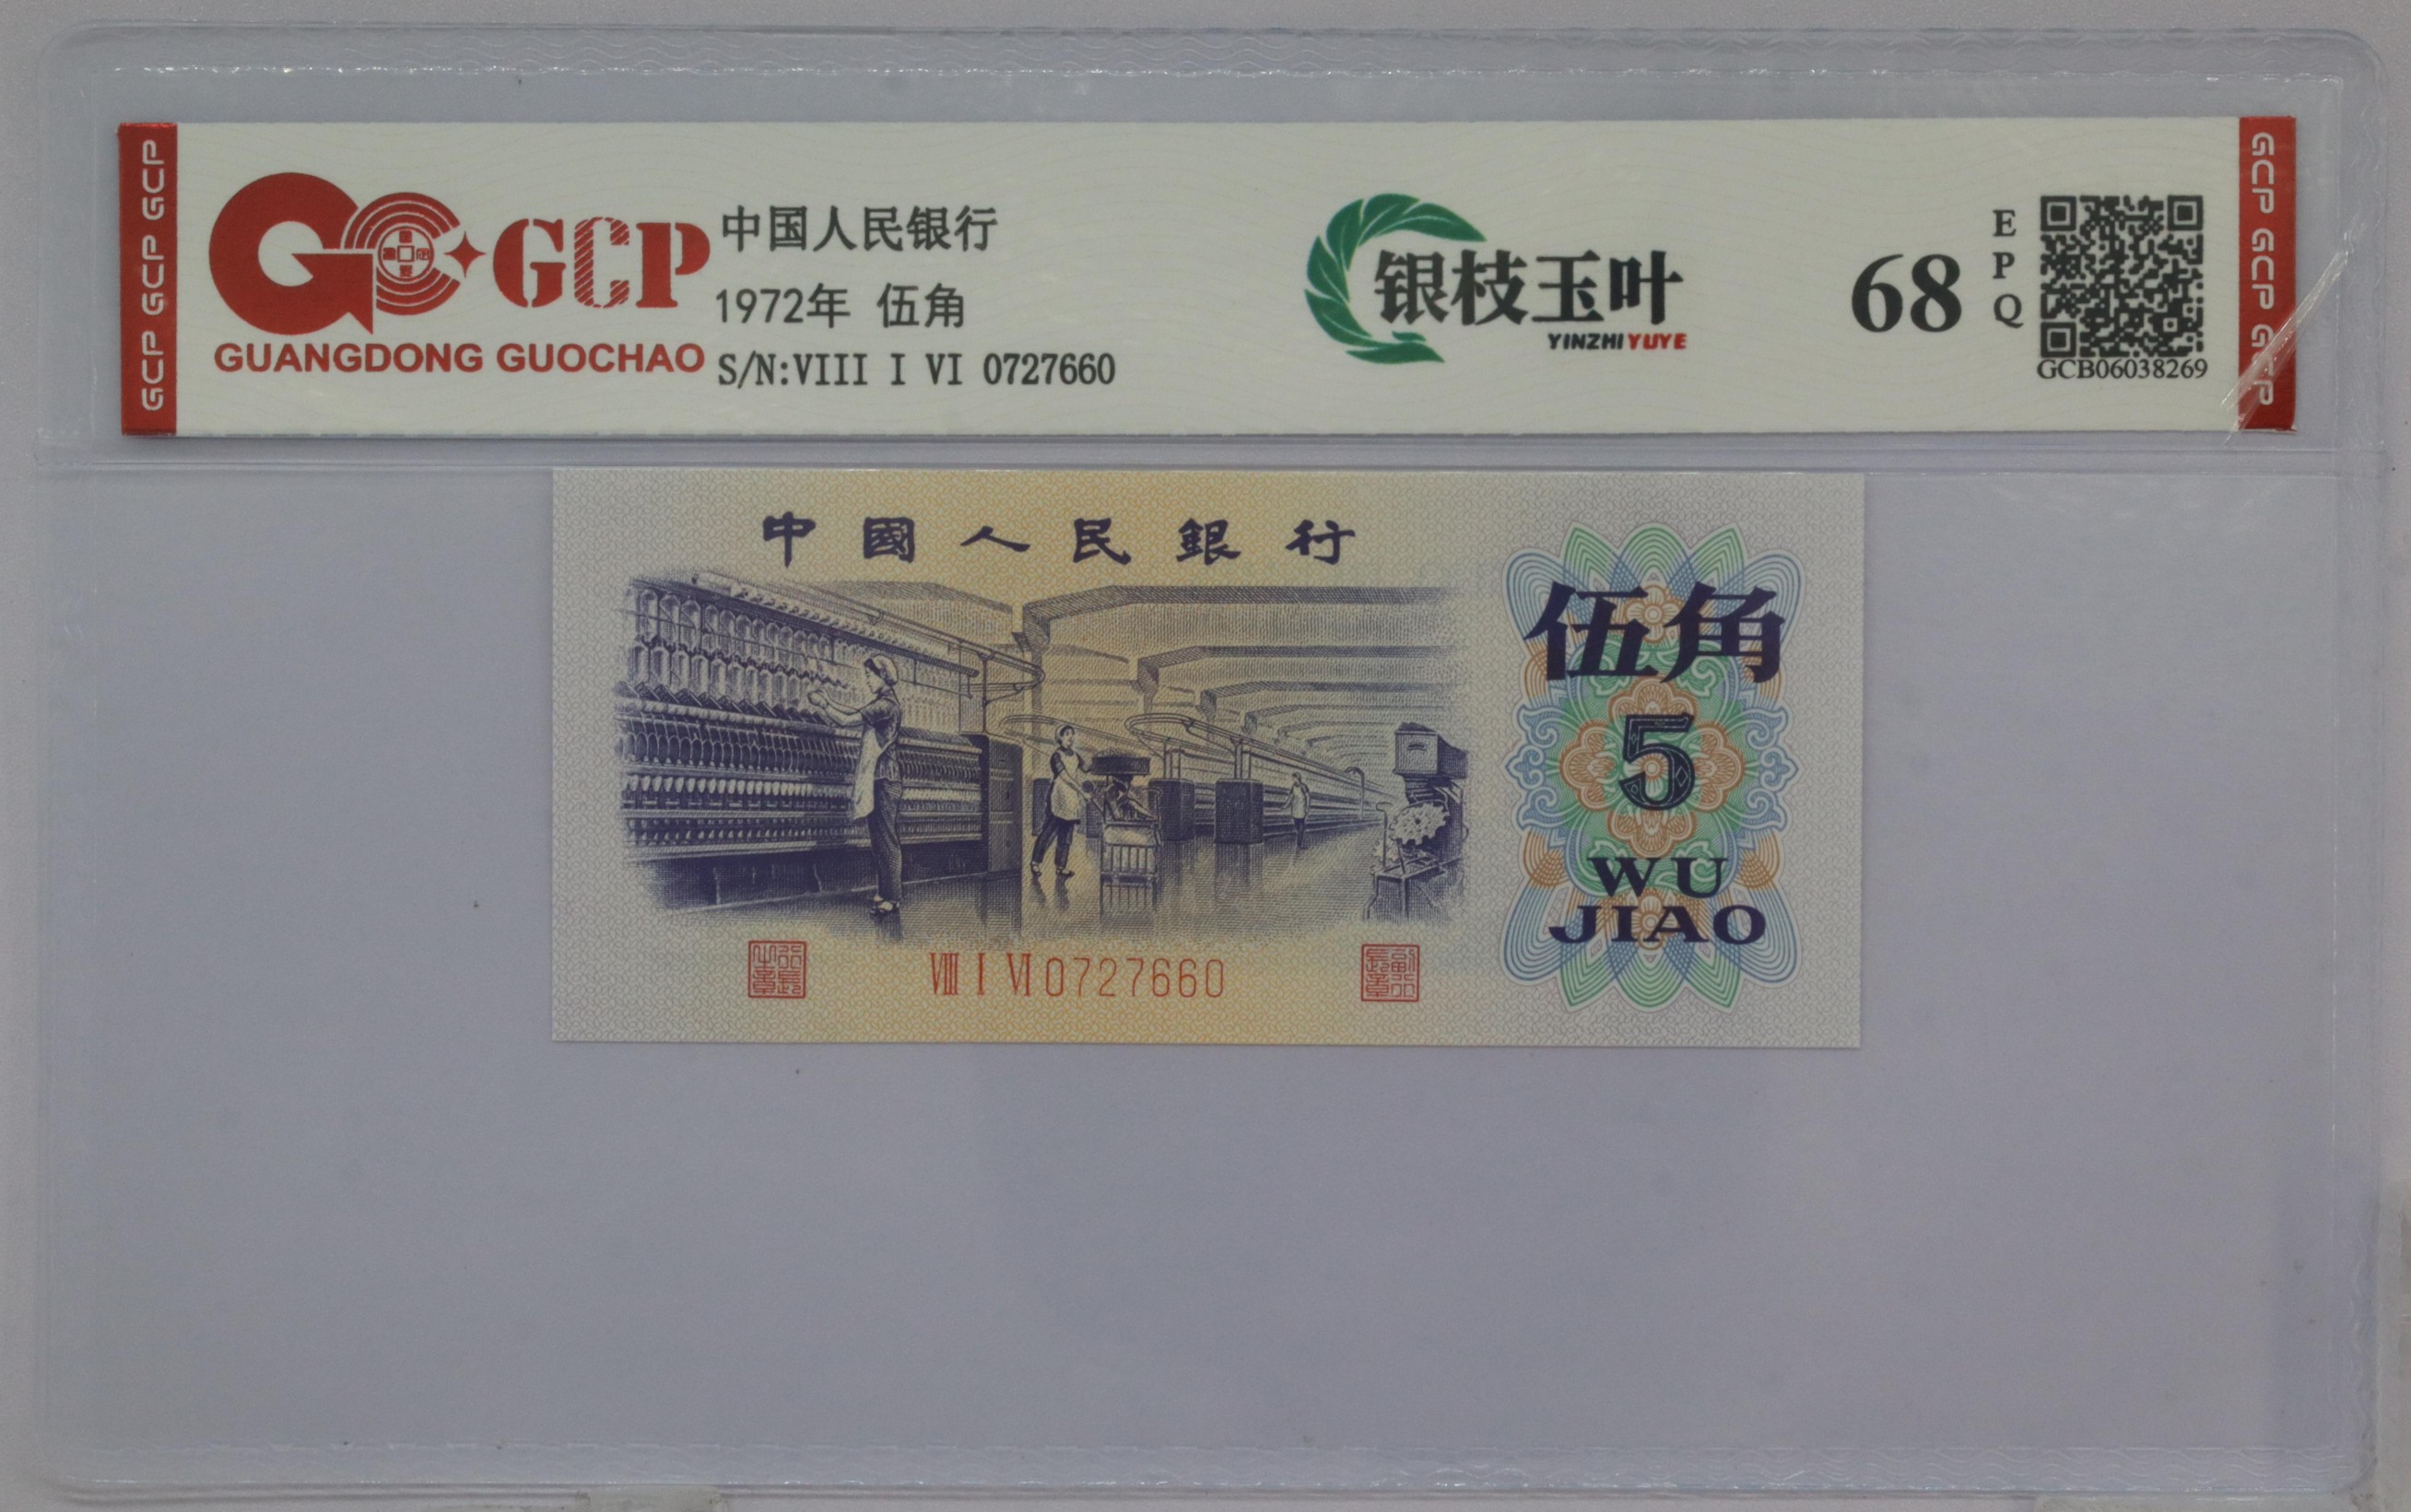 GCP GCP GCP
GCP
GUANGDONG GUOCHAO
中国人民银行
1972年 伍角
S/N:VIII I VI 0727660
银枝玉叶
YINZHI YUYE
68
E
P
Q
GCB06038269
GCP GCP GCP
中國人民銀行
伍角
5
WU
JIAO
VIII I VI 0727660